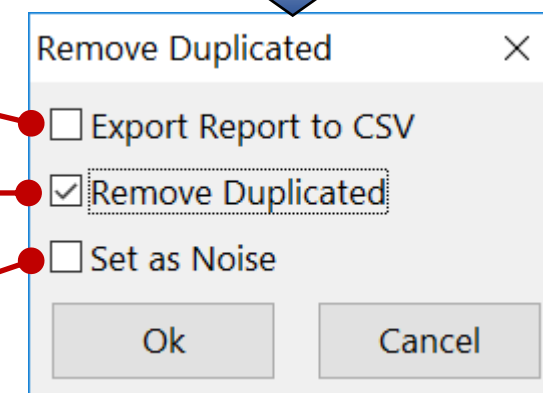 Remove Duplicated
Export Report to CSV
Remove Duplicated
Set as Noise
Ok
Cancel